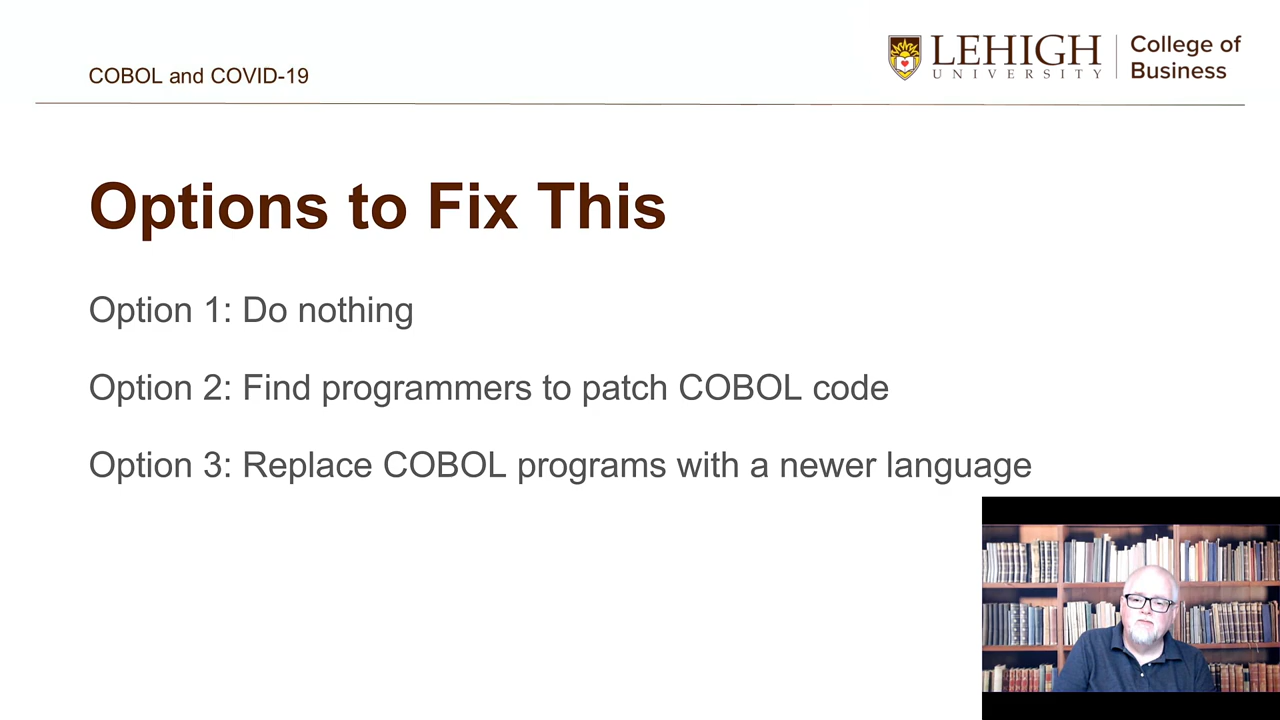 COBOL and COVID-19
LEHIGH
UNIVERSITY
College of
Business
Options to Fix This
Option 1: Do nothing
Option 2: Find programmers to patch COBOL code
Option 3: Replace COBOL programs with a newer language